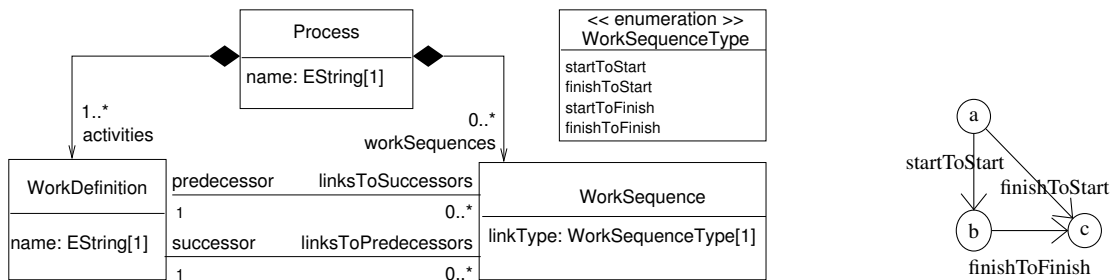 Process
name: EString[1]
<< enumeration >>
WorkSequenceType
startToStart
finishToStart
startToFinish
finishToFinish
1..*
activities
0..*
workSequences
WorkDefinition
name: EString[1]
predecessor linksToSuccessors
1 0..*
successor linksToPredecessors
1 0..*
WorkSequence
linkType: WorkSequenceType[1]
a
startToStart
finishToStart
b
c
finishToFinish